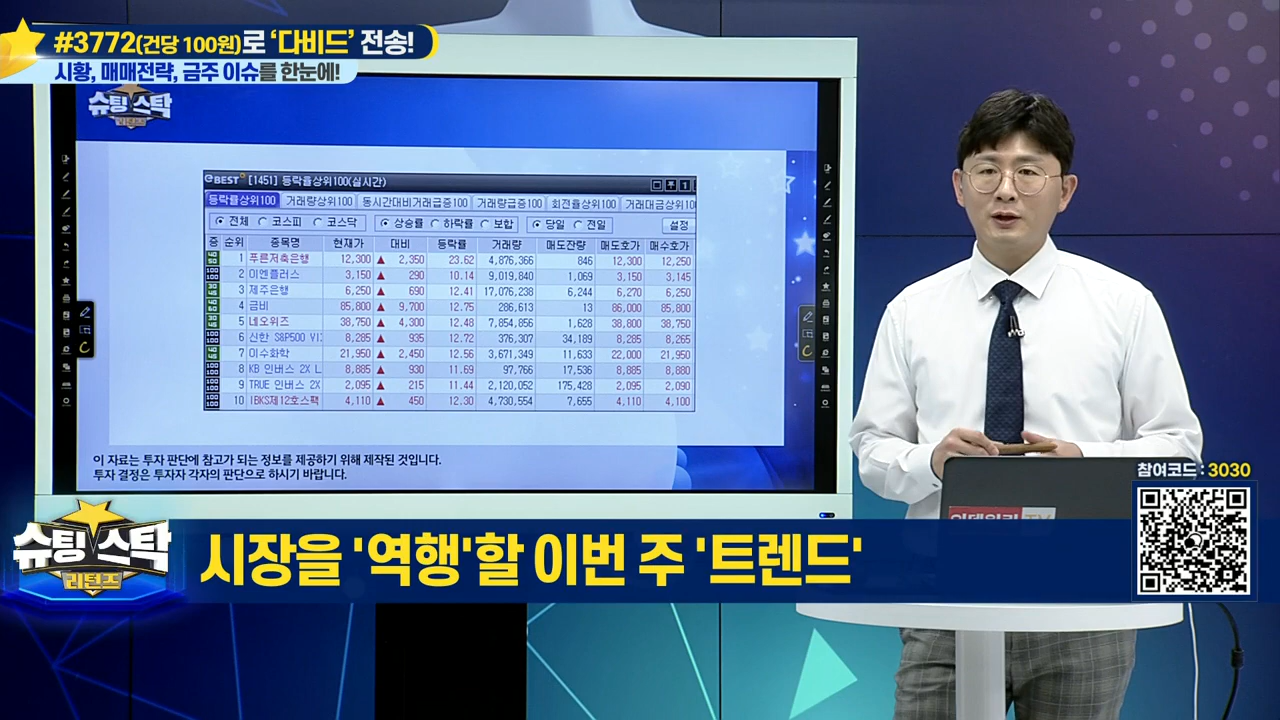 #3772(건당 100원)로 '다비드' 전송!
시황, 매매전략, 금주 이슈를 한눈에!
슈팅 스탁
eBEST [1451] 등락율상위100(실시간)
등락률상위100 거래량상위100 동시간대비거래급증100 거래량급증100 회전율상위100 거래대금상위10
전체 코스피 코스닥 상승률 하락률 보합 당일 전일 설정
증 순위 종목명 현재가 대비 등락률 거래량 매도잔량 매도호가 매수호가
1 푸른저축은행 12,300 ▲ 2,350 23.62 4,876,366 846 12,300 12,250
2 이엔플러스 3,150 ▲ 290 10.14 9,019,840 1,069 3,150 3,145
3 제주은행 6,250 ▲ 690 12.41 17,076,238 6,244 6,270 6,250
4 금비 85,800 ▲ 9,700 12.75 286,613 13 86,000 85,800
5 네오위즈 38,750 ▲ 4,300 12.48 7,854,856 1,628 38,800 38,750
6 신한 S&P500 VI 8,285 ▲ 935 12.72 376,307 34,189 8,285 8,265
7 이수화학 21,950 ▲ 2,450 12.56 3,671,349 11,633 22,000 21,950
8 KB 인버스 2X L 8,885 ▲ 930 11.69 97,766 17,536 8,885 8,880
9 TRUE 인버스 2X 2,095 ▲ 215 11.44 2,120,052 175,428 2,095 2,090
10 IBKS제12호스팩 4,110 ▲ 450 12.30 4,730,554 7,655 4,110 4,100
이 자료는 투자 판단에 참고가 되는 정보를 제공하기 위해 제작된 것입니다.
투자 결정은 투자자 각자의 판단으로 하시기 바랍니다.
참여코드 : 3030
슈팅 스탁
리턴즈
시장을 '역행'할 이번 주 '트렌드'